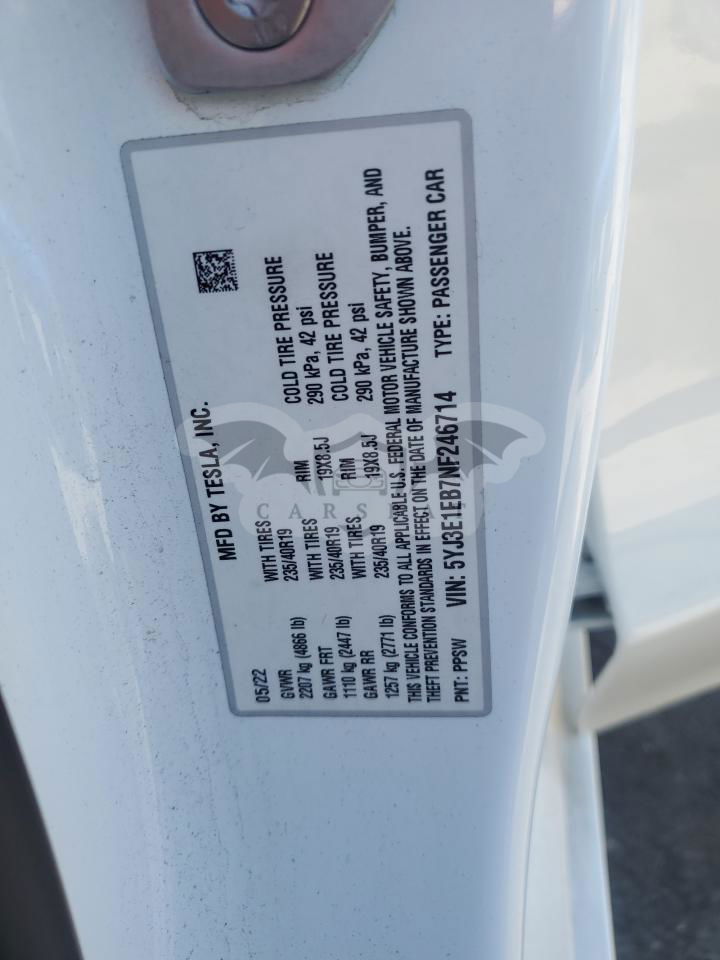 MFD BY TESLA, INC.
05/22
GVWR WITH TIRES RIM COLD TIRE PRESSURE
2207 kg (4866 lb) 235/40R19 19X8.5J 290 kPa, 42 psi
GAWR FRT WITH TIRES RIM COLD TIRE PRESSURE
1110 kg (2447 lb) 235/40R19 19X8.5J 290 kPa, 42 psi
GAWR RR WITH TIRES
1257 kg (2771 lb) 235/40R19
THIS VEHICLE CONFORMS TO ALL APPLICABLE U.S. FEDERAL MOTOR VEHICLE SAFETY, BUMPER, AND
THEFT PREVENTION STANDARDS IN EFFECT ON THE DATE OF MANUFACTURE SHOWN ABOVE.
PNT: PPSW VIN: 5YJ3E1EB7NF246714 TYPE: PASSENGER CAR